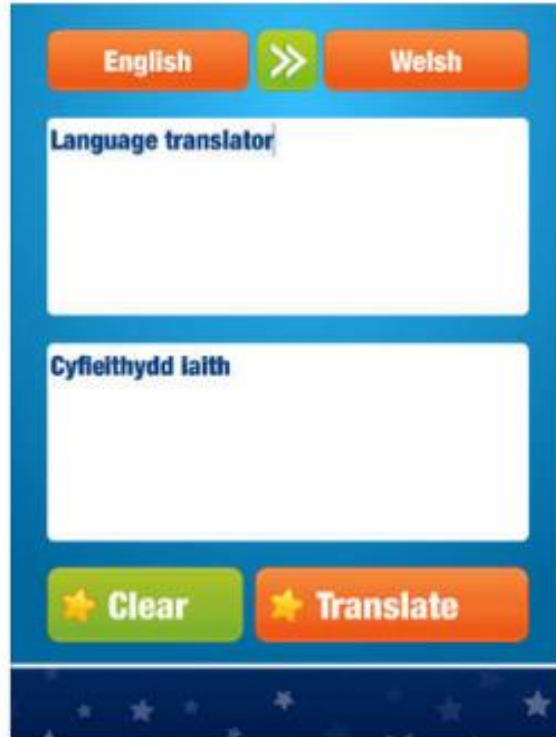 English
Welsh
Language translator
Cyfieithydd iaith
Clear
Translate